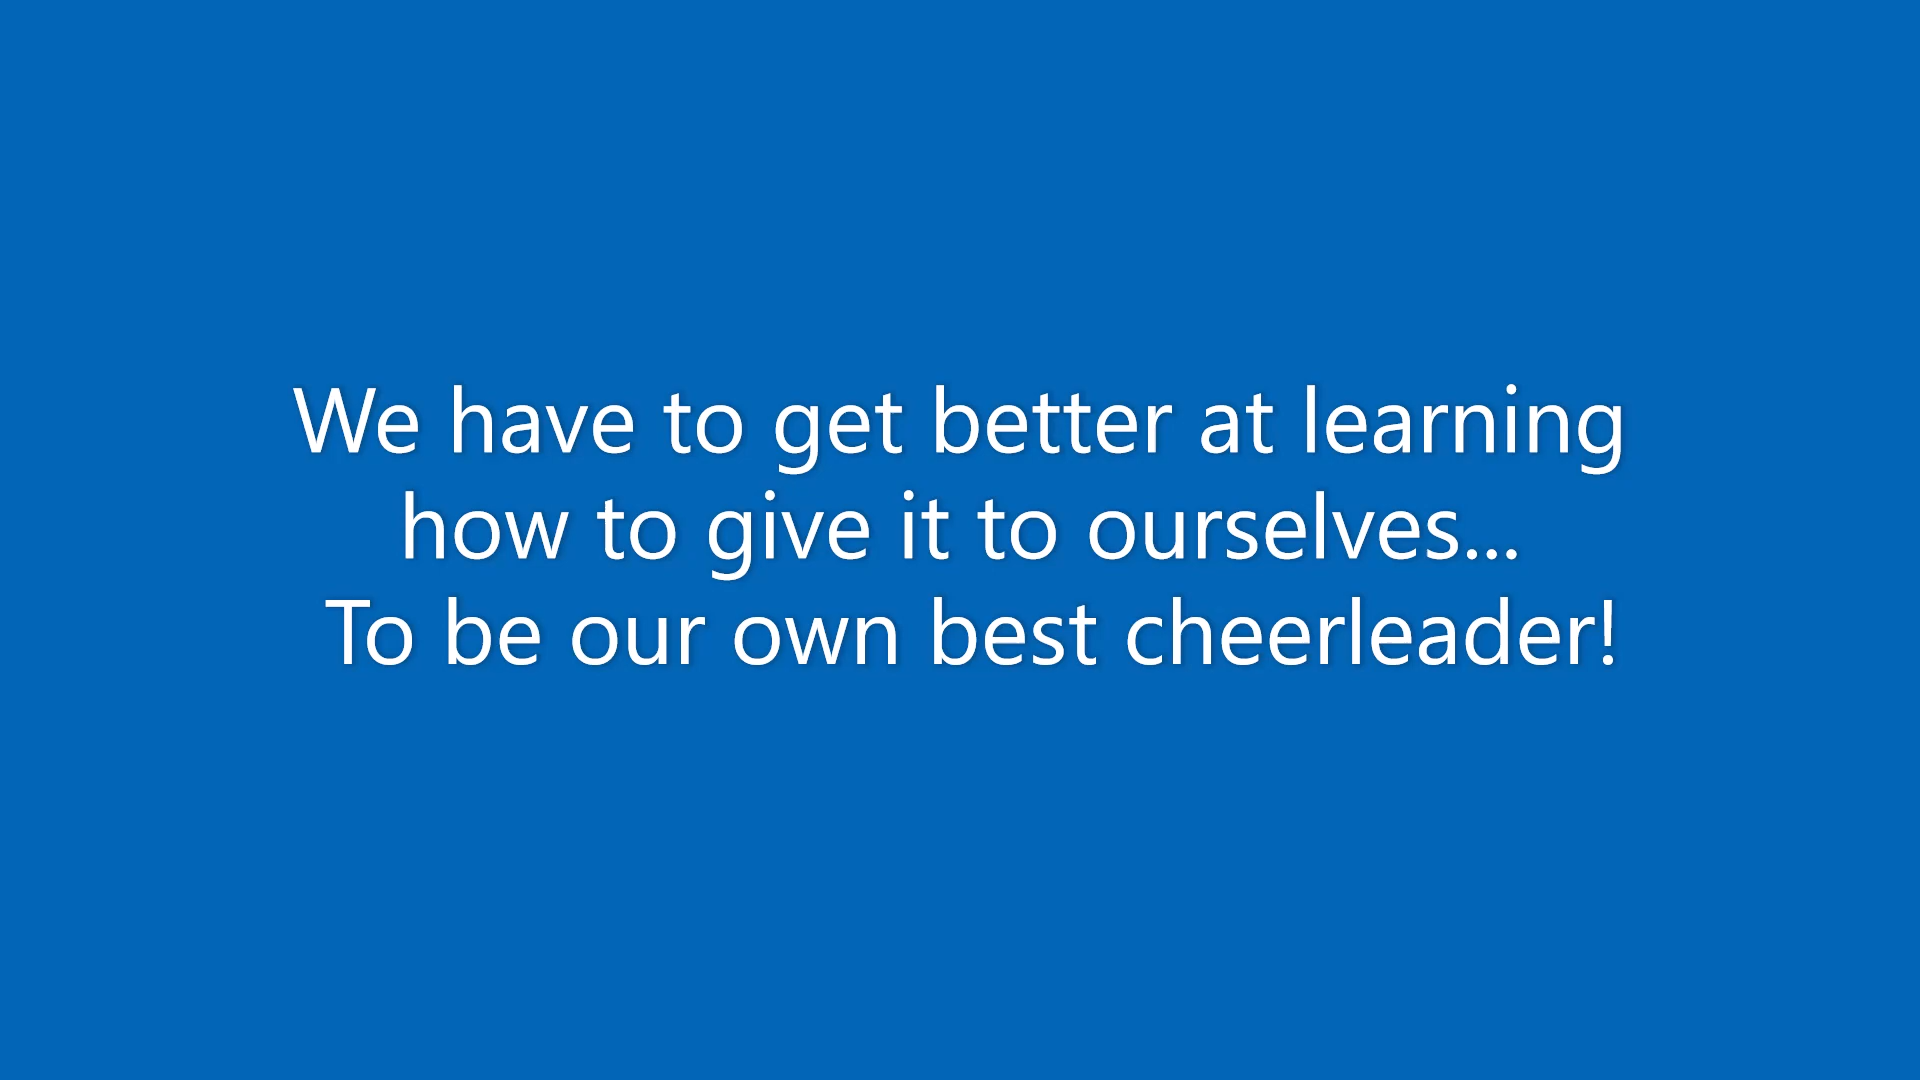 We have to get better at learning
how to give it to ourselves...
To be our own best cheerleader!